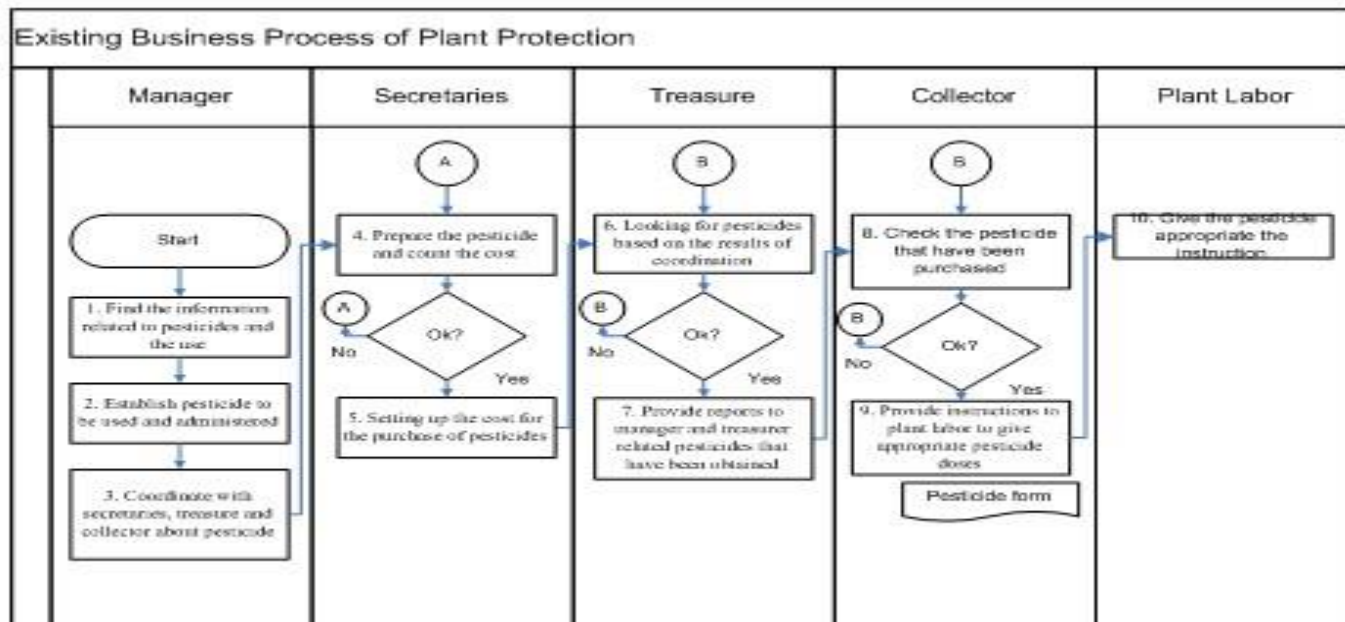 Existing Business Process of Plant Protection
Manager
Secretaries
Treasure
Collector
Plant Labor
Start
1. Find the information
related to pesticides and
the use
2. Establish pesticide to
be used and administered
3. Coordinate with
secretaries, treasure and
collector about pesticide
A
4. Prepare the pesticide
and count the cost
A
Ok?
No
Yes
5. Setting up the cost for
the purchase of pesticides
B
6. Looking for pesticides
based on the results of
coordination
B
Ok?
No
Yes
7. Provide reports to
manager and treasurer
related pesticides that
have been obtained
B
8. Check the pesticide
that have been
purchased
B
Ok?
No
Yes
9. Provide instructions to
plant labor to give
appropriate pesticide
doses
Pesticide form
10. Give the pesticide
appropriate the
instruction